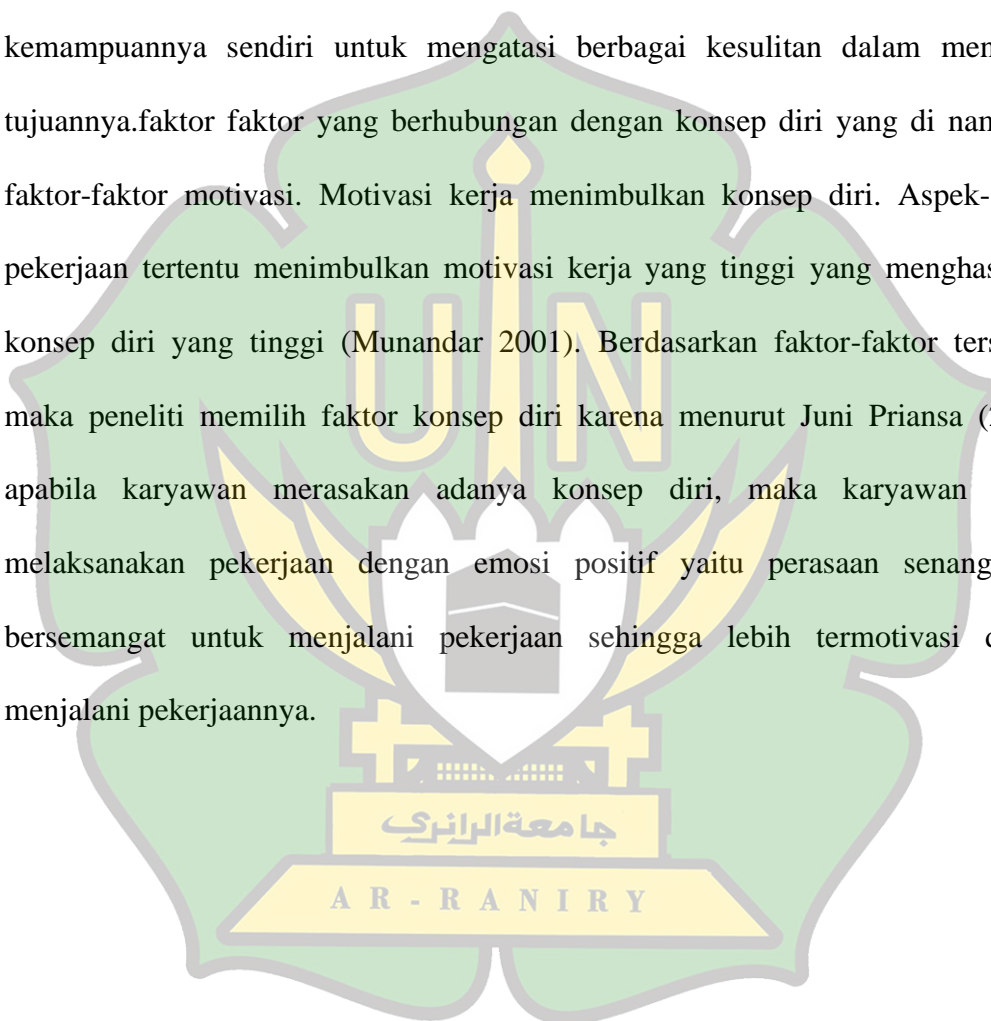 kemampuannya sendiri untuk mengatasi berbagai kesulitan dalam men
tujuannya.faktor faktor yang berhubungan dengan konsep diri yang di nam
faktor-faktor motivasi. Motivasi kerja menimbulkan konsep diri. Aspek-
pekerjaan tertentu menimbulkan motivasi kerja yang tinggi yang menghas
konsep diri yang tinggi (Munandar 2001). Berdasarkan faktor-faktor ters
maka peneliti memilih faktor konsep diri karena menurut Juni Priansa (
apabila karyawan merasakan adanya konsep diri, maka karyawan
melaksanakan pekerjaan dengan emosi positif yaitu perasaan senang
bersemangat untuk menjalani pekerjaan sehingga lebih termotivasi
menjalani pekerjaannya.
UIN
جامعة الرانري
AR-RANIRY